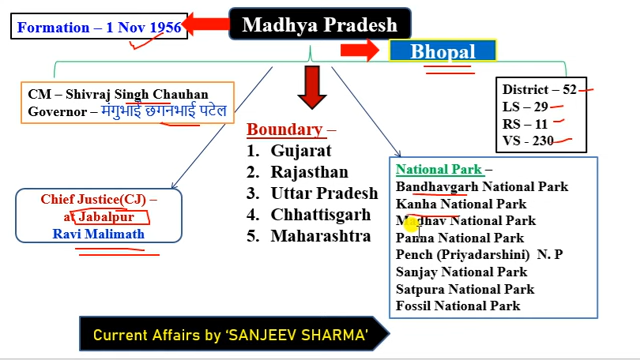 Madhya Pradesh
Formation – 1 Nov 1956
Bhopal
CM – Shivraj Singh Chauhan
Governor – मंगुभाई छगनभाई पटेल
District – 52
LS – 29
RS – 11
VS - 230
Boundary –
1. Gujarat
2. Rajasthan
3. Uttar Pradesh
4. Chhattisgarh
5. Maharashtra
National Park –
Bandhavgarh National Park
Kanha National Park
Madhav National Park
Panna National Park
Pench (Priyadarshini) N. P
Sanjay National Park
Satpura National Park
Fossil National Park
Chief Justice(CJ)
at Jabalpur
Ravi Malimath
Current Affairs by ‘SANJEEV SHARMA’